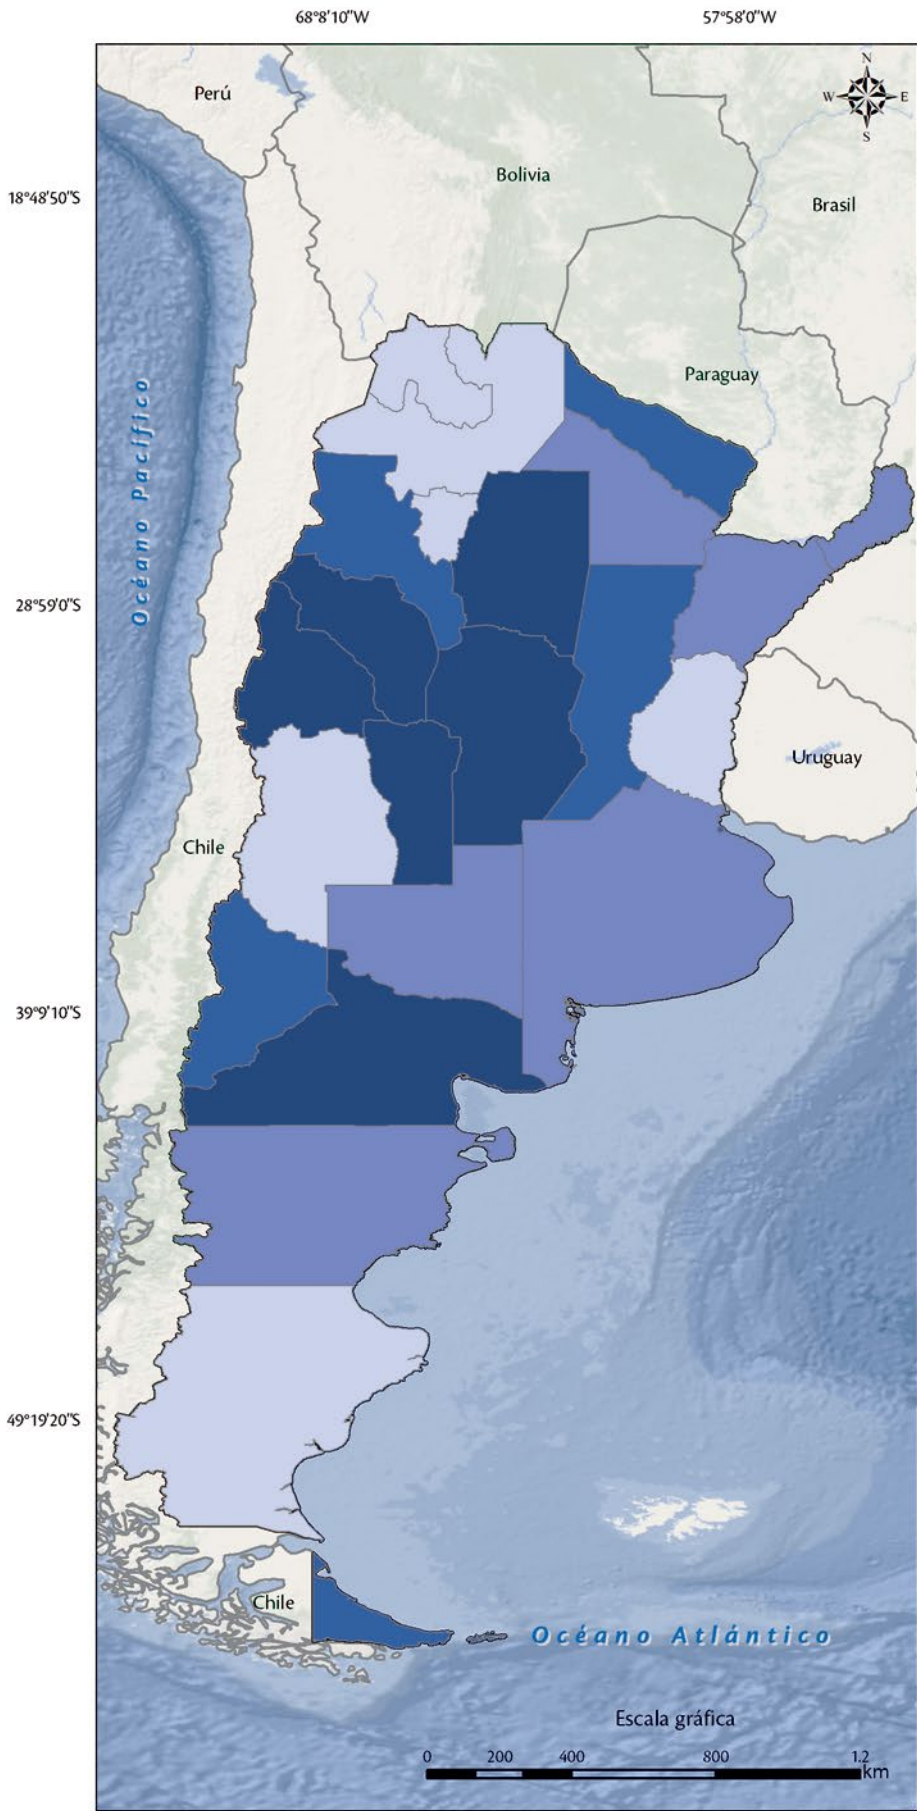 68°8'10"W
57°58'0"W
N
W
E
S
Perú
Bolivia
18°48'50"S
Brasil
Paraguay
Océano Pacífico
28°59'0"S
Uruguay
Chile
39°9'10"S
49°19'20"S
Chile
Océano Atlántico
Escala gráfica
0 200 400 800 1.2
km